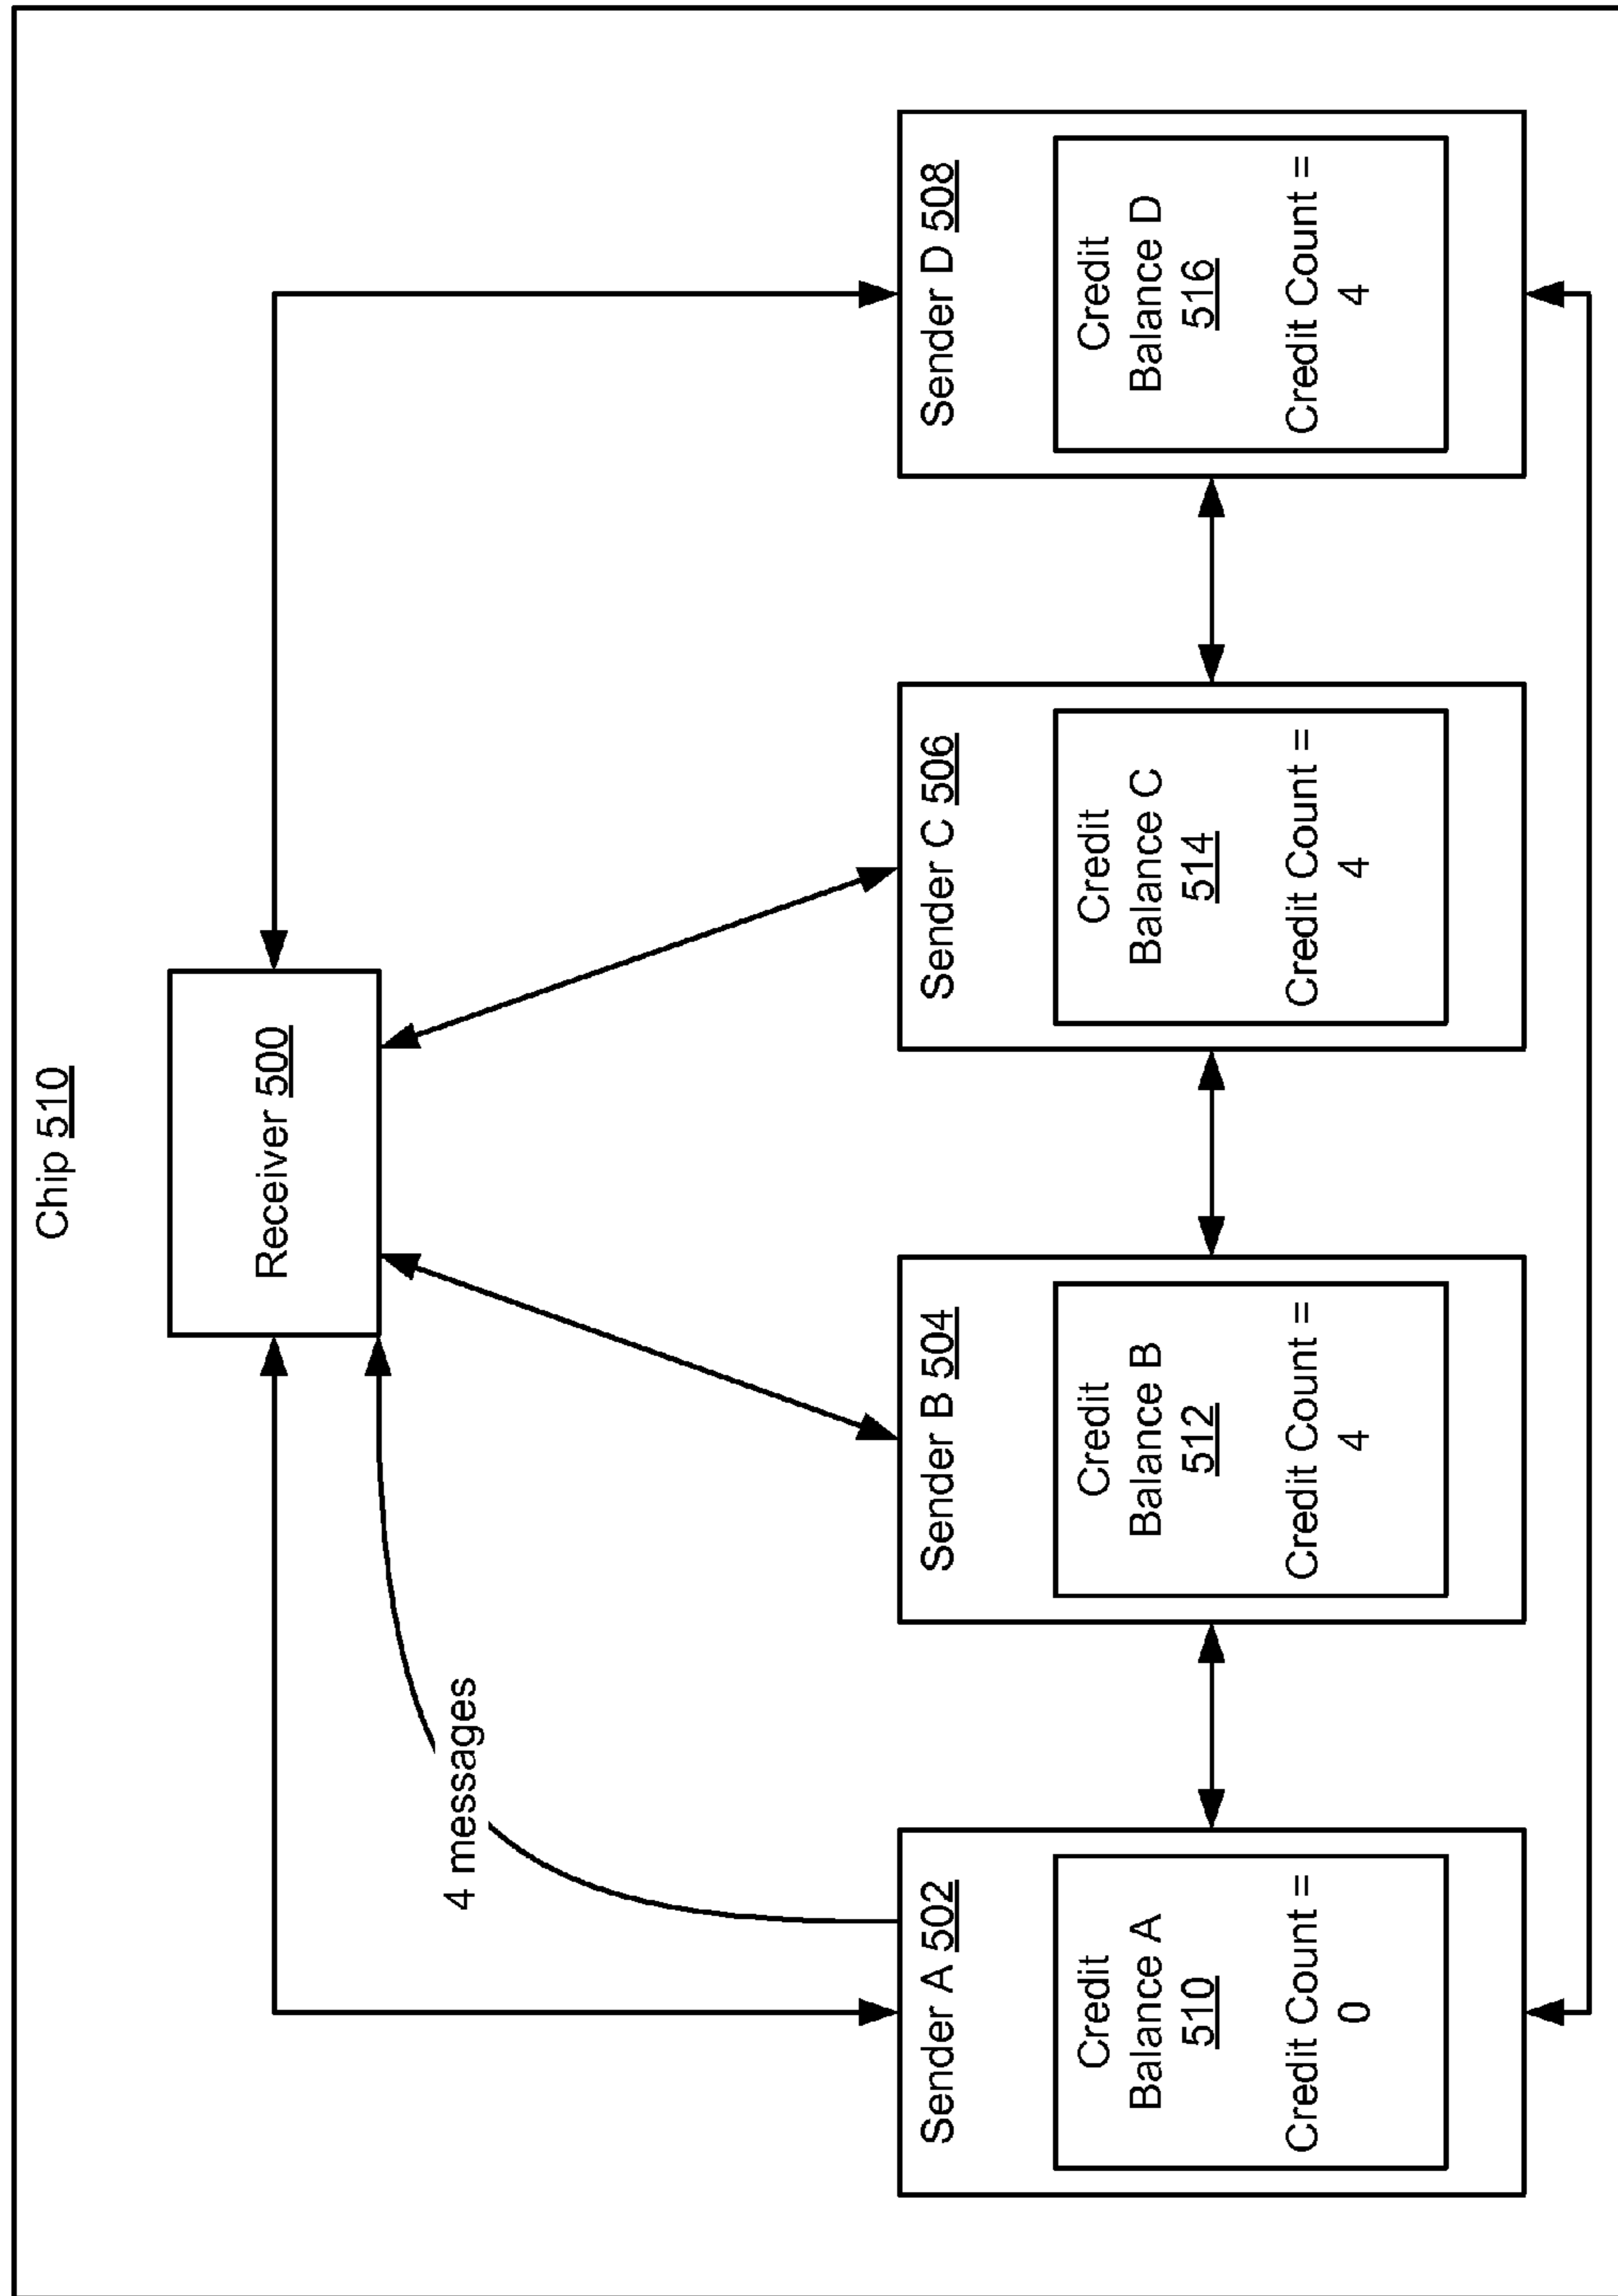 Chip 510
Receiver 500
4 messages
Sender A 502
Credit
Balance A
510
Credit Count =
0
Sender B 504
Credit
Balance B
512
Credit Count =
4
Sender C 506
Credit
Balance C
514
Credit Count =
4
Sender D 508
Credit
Balance D
516
Credit Count =
4